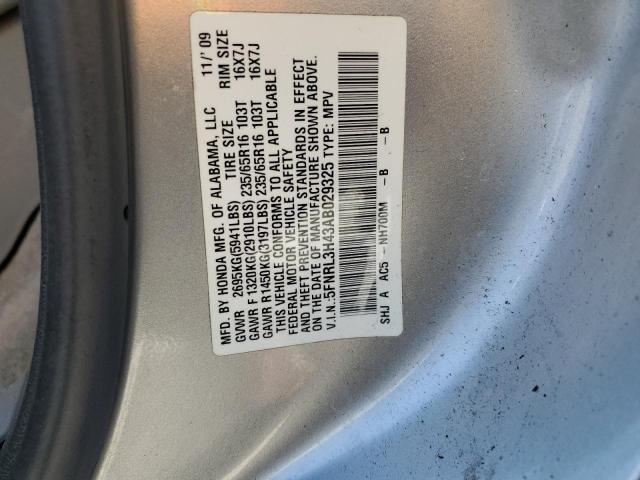 MFD. BY HONDA MFG. OF ALABAMA, LLC 11/' 09
GVWR 2695KG(5941LBS) TIRE SIZE RIM SIZE
GAWR F 1320KG(2910LBS) 235/65R16 103T 16X7J
GAWR R1450KG(3197LBS) 235/65R16 103T 16X7J
THIS VEHICLE CONFORMS TO ALL APPLICABLE
FEDERAL MOTOR VEHICLE SAFETY
AND THEFT PREVENTION STANDARDS IN EFFECT
ON THE DATE OF MANUFACTURE SHOWN ABOVE.
V.I.N.:5FNRL3H43AB029325 TYPE: MPV
SHJ A AC5 - NH700M - B - B